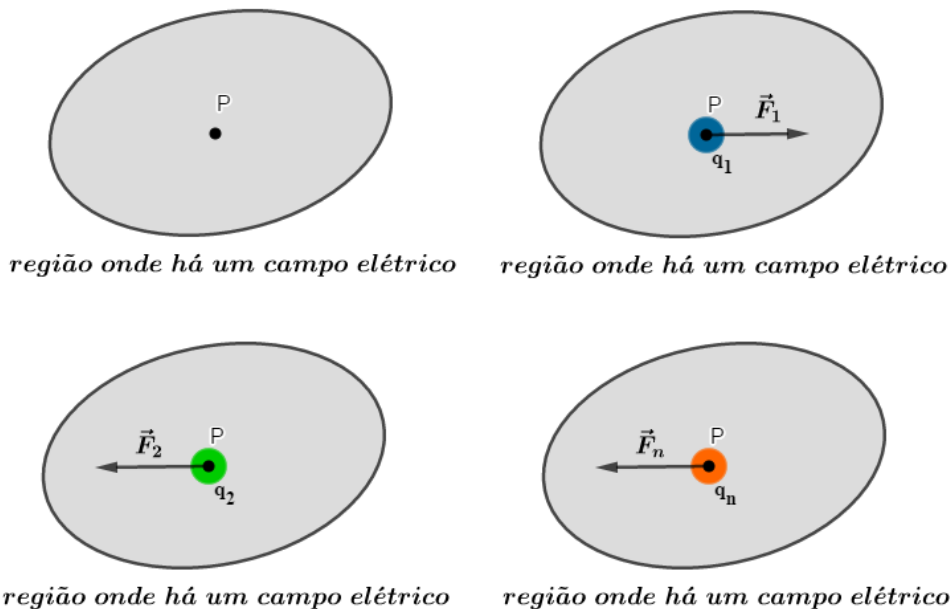 P
P
F⃗₁
q₁
região onde há um campo elétrico
região onde há um campo elétrico
F⃗₂
P
q₂
F⃗ₙ
P
qₙ
região onde há um campo elétrico
região onde há um campo elétrico